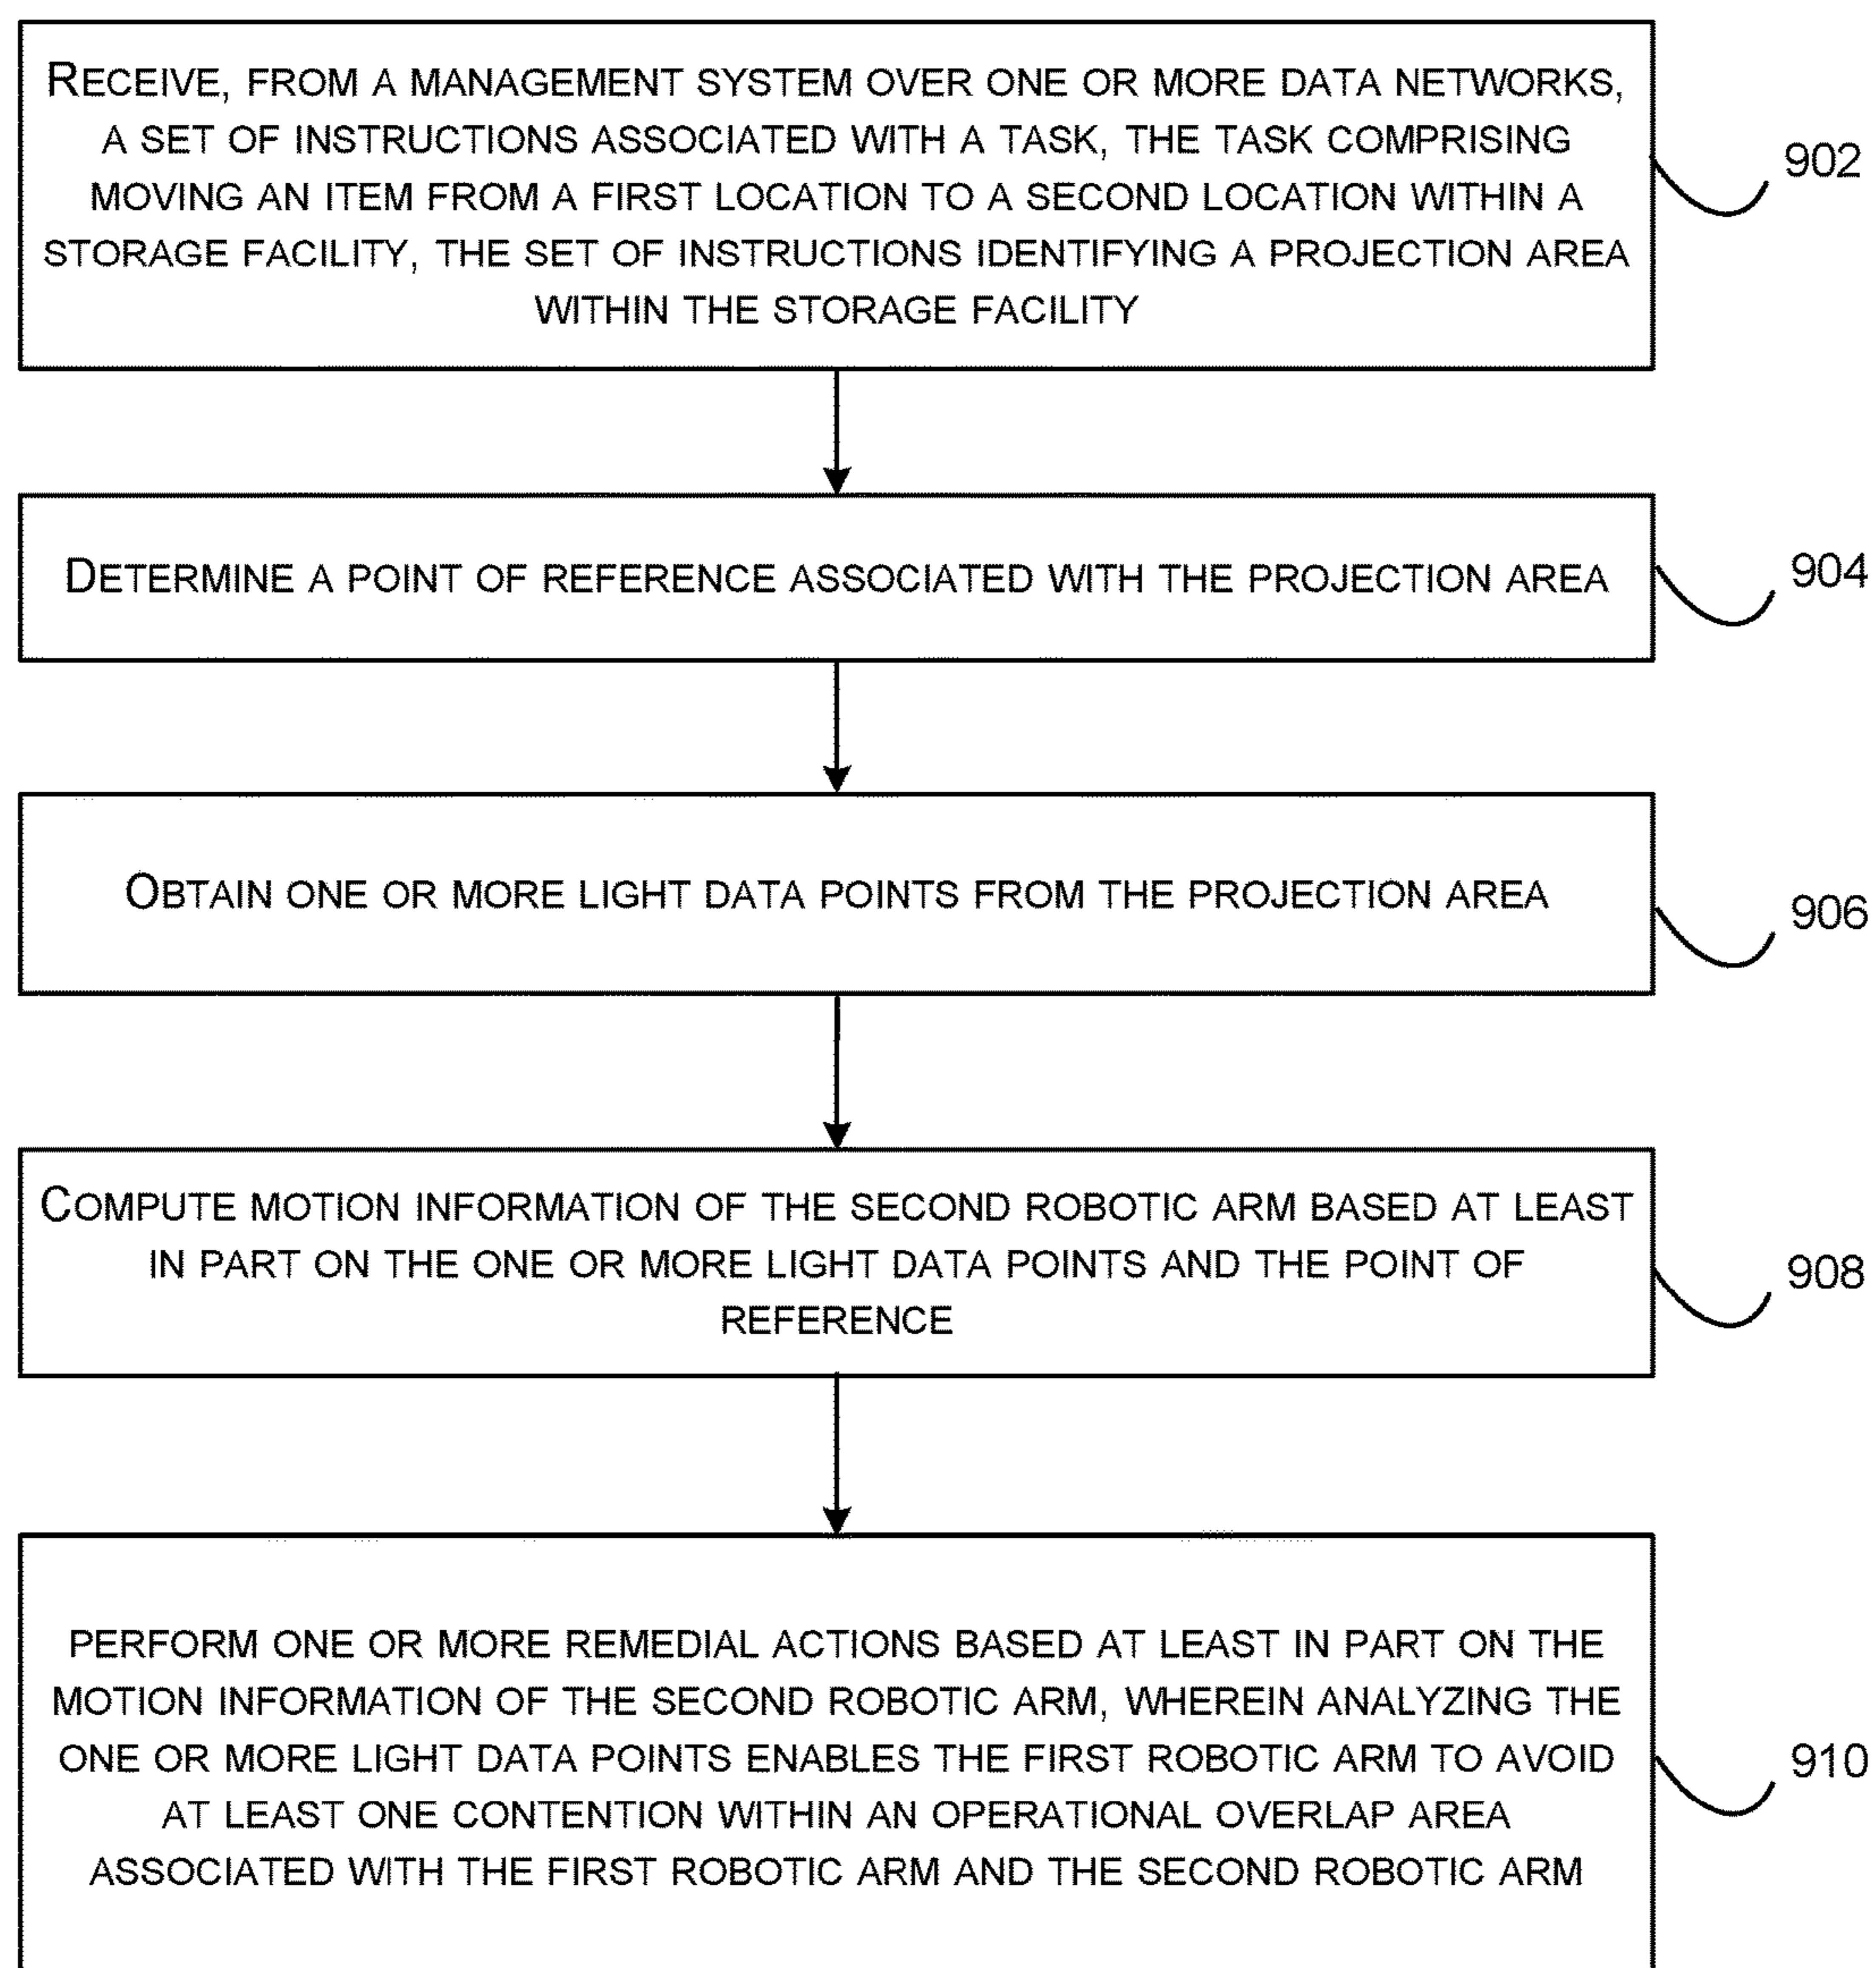 RECEIVE, FROM A MANAGEMENT SYSTEM OVER ONE OR MORE DATA NETWORKS,
A SET OF INSTRUCTIONS ASSOCIATED WITH A TASK, THE TASK COMPRISING
MOVING AN ITEM FROM A FIRST LOCATION TO A SECOND LOCATION WITHIN A
STORAGE FACILITY, THE SET OF INSTRUCTIONS IDENTIFYING A PROJECTION AREA
WITHIN THE STORAGE FACILITY
902
DETERMINE A POINT OF REFERENCE ASSOCIATED WITH THE PROJECTION AREA
904
OBTAIN ONE OR MORE LIGHT DATA POINTS FROM THE PROJECTION AREA
906
COMPUTE MOTION INFORMATION OF THE SECOND ROBOTIC ARM BASED AT LEAST
IN PART ON THE ONE OR MORE LIGHT DATA POINTS AND THE POINT OF
REFERENCE
908
PERFORM ONE OR MORE REMEDIAL ACTIONS BASED AT LEAST IN PART ON THE
MOTION INFORMATION OF THE SECOND ROBOTIC ARM, WHEREIN ANALYZING THE
ONE OR MORE LIGHT DATA POINTS ENABLES THE FIRST ROBOTIC ARM TO AVOID
AT LEAST ONE CONTENTION WITHIN AN OPERATIONAL OVERLAP AREA
ASSOCIATED WITH THE FIRST ROBOTIC ARM AND THE SECOND ROBOTIC ARM
910